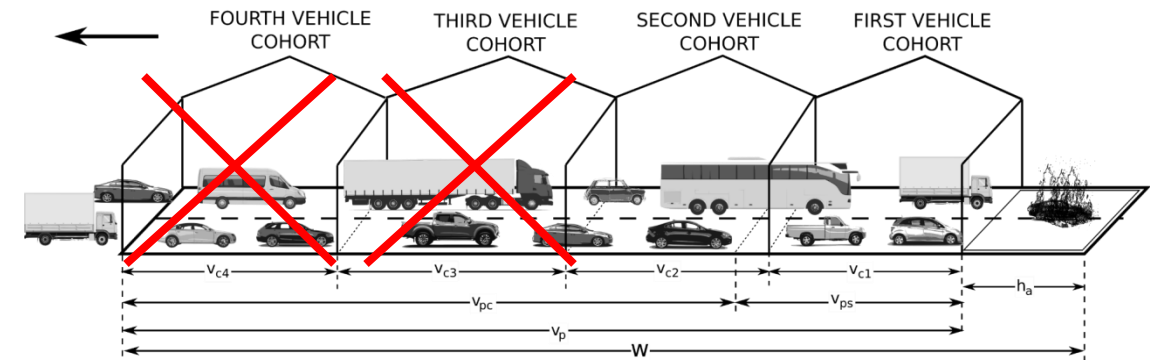 FOURTH VEHICLE
COHORT
THIRD VEHICLE
COHORT
SECOND VEHICLE
COHORT
FIRST VEHICLE
COHORT
vc4
vc3
vc2
vc1
ha
vpc
vps
vp
W